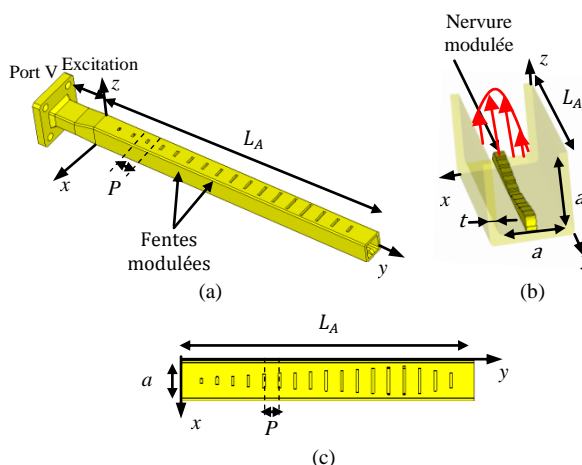 Port V
Excitation
z
L_A
x
P
Fentes
modulées
y
(a)
Nervure
modulée
z
L_A
x
t
a
a
(b)
L_A
a
y
x
P
(c)